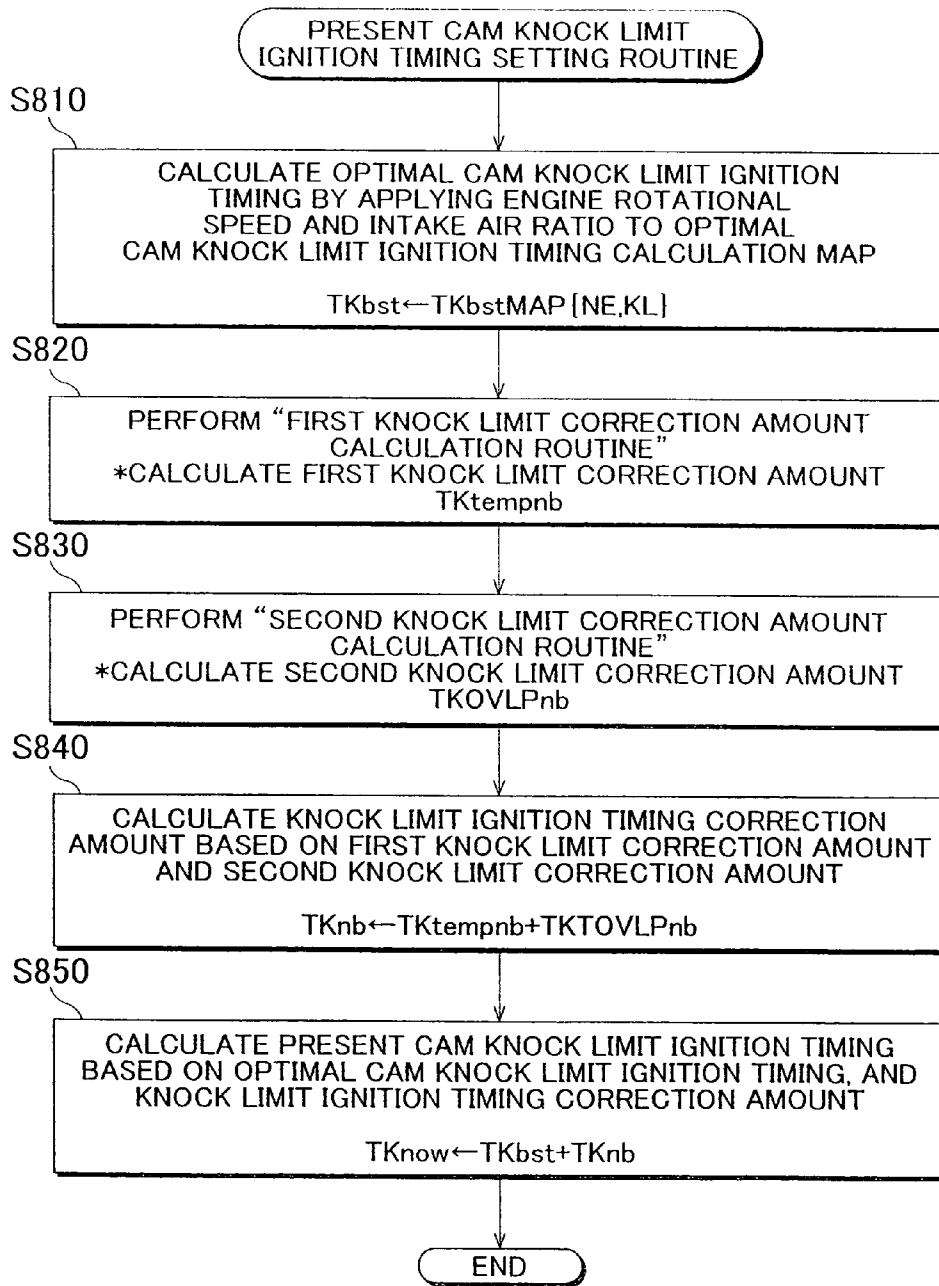 PRESENT CAM KNOCK LIMIT
IGNITION TIMING SETTING ROUTINE
S810
CALCULATE OPTIMAL CAM KNOCK LIMIT IGNITION
TIMING BY APPLYING ENGINE ROTATIONAL
SPEED AND INTAKE AIR RATIO TO OPTIMAL
CAM KNOCK LIMIT IGNITION TIMING CALCULATION MAP
TKbst←TKbstMAP[NE,KL]
S820
PERFORM “FIRST KNOCK LIMIT CORRECTION AMOUNT
CALCULATION ROUTINE”
*CALCULATE FIRST KNOCK LIMIT CORRECTION AMOUNT
TKtempnb
S830
PERFORM “SECOND KNOCK LIMIT CORRECTION AMOUNT
CALCULATION ROUTINE”
*CALCULATE SECOND KNOCK LIMIT CORRECTION AMOUNT
TKOVLPnb
S840
CALCULATE KNOCK LIMIT IGNITION TIMING CORRECTION
AMOUNT BASED ON FIRST KNOCK LIMIT CORRECTION AMOUNT
AND SECOND KNOCK LIMIT CORRECTION AMOUNT
TKnb←TKtempnb+TKTOVLPnb
S850
CALCULATE PRESENT CAM KNOCK LIMIT IGNITION TIMING
BASED ON OPTIMAL CAM KNOCK LIMIT IGNITION TIMING, AND
KNOCK LIMIT IGNITION TIMING CORRECTION AMOUNT
TKnow←TKbst+TKnb
END